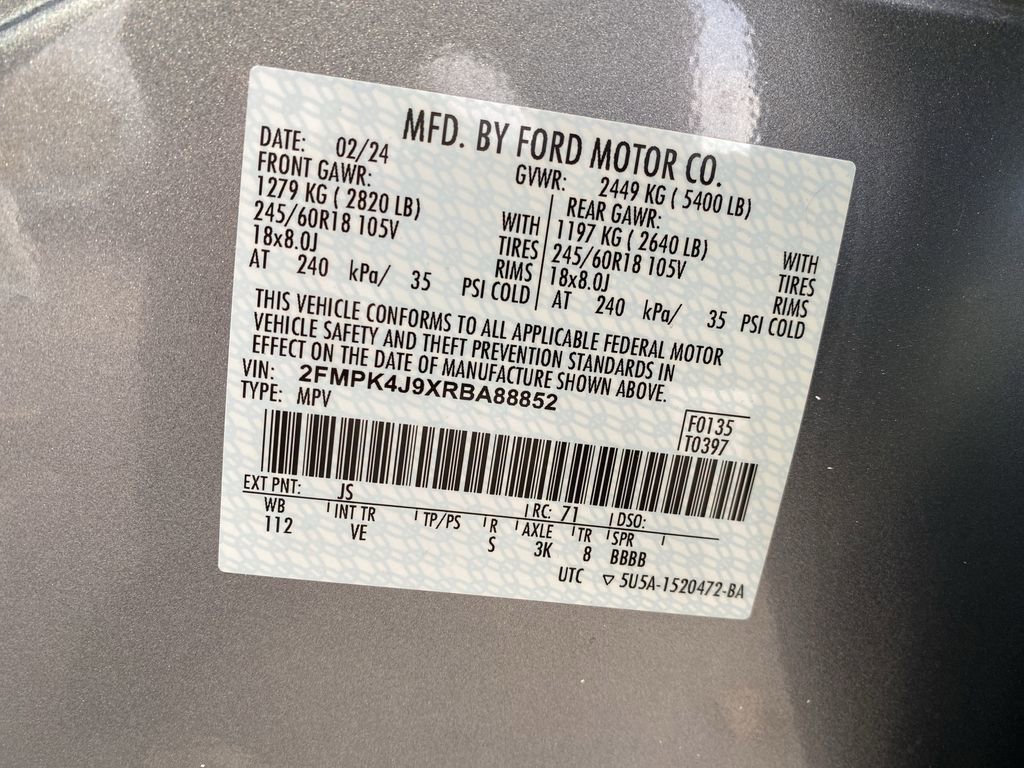 MFD. BY FORD MOTOR CO.
DATE: 02/24 GVWR: 2449 KG ( 5400 LB)
FRONT GAWR: REAR GAWR:
1279 KG ( 2820 LB) WITH 1197 KG ( 2640 LB) WITH
245/60R18 105V TIRES 245/60R18 105V TIRES
18x8.0J RIMS 18x8.0J RIMS
AT 240 kPa/ 35 PSI COLD AT 240 kPa/ 35 PSI COLD
THIS VEHICLE CONFORMS TO ALL APPLICABLE FEDERAL MOTOR
VEHICLE SAFETY AND THEFT PREVENTION STANDARDS IN
EFFECT ON THE DATE OF MANUFACTURE SHOWN ABOVE.
VIN: 2FMPK4J9XRBA88852
TYPE: MPV
F0135
T0397
EXT PNT: JS RC: 71 DSO:
WB INT TR TP/PS R AXLE TR SPR
112 VE S 3K 8 BBBB
UTC ▽ 5U5A-1520472-BA